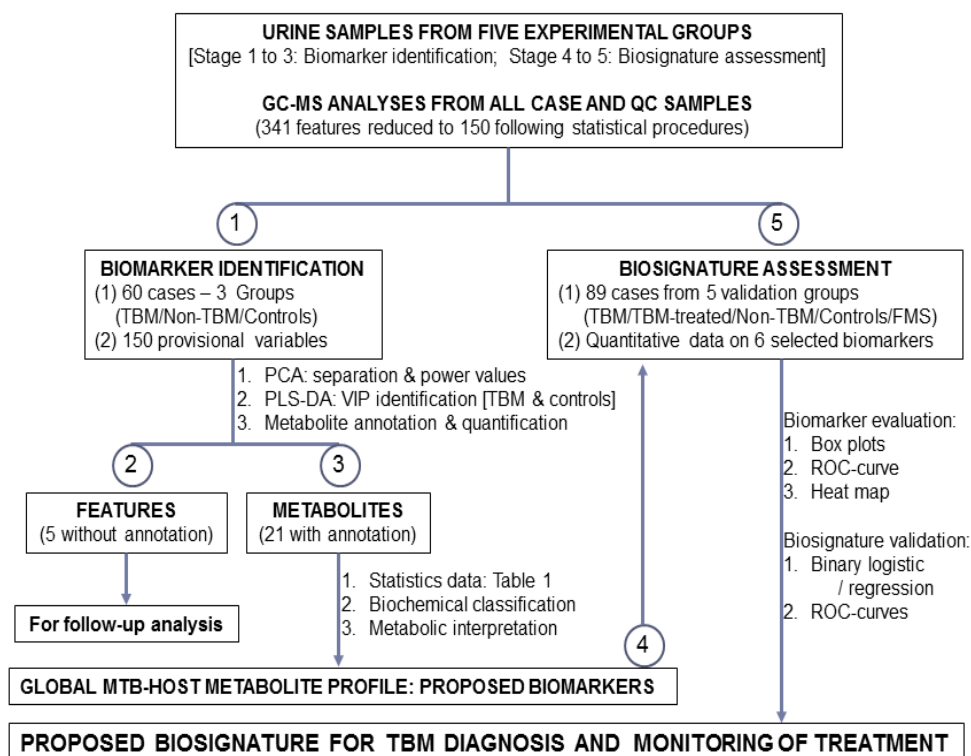 URINE SAMPLES FROM FIVE EXPERIMENTAL GROUPS
[Stage 1 to 3: Biomarker identification; Stage 4 to 5: Biosignature assessment]
GC-MS ANALYSES FROM ALL CASE AND QC SAMPLES
(341 features reduced to 150 following statistical procedures)
1
5
BIOMARKER IDENTIFICATION
(1) 60 cases – 3 Groups
(TBM/Non-TBM/Controls)
(2) 150 provisional variables
BIOSIGNATURE ASSESSMENT
(1) 89 cases from 5 validation groups
(TBM/TBM-treated/Non-TBM/Controls/FMS)
(2) Quantitative data on 6 selected biomarkers
1. PCA: separation & power values
2. PLS-DA: VIP identification [TBM & controls]
3. Metabolite annotation & quantification
2
3
FEATURES
(5 without annotation)
METABOLITES
(21 with annotation)
Biomarker evaluation:
1. Box plots
2. ROC-curve
3. Heat map
Biosignature validation:
1. Binary logistic
/ regression
2. ROC-curves
1. Statistics data: Table 1
2. Biochemical classification
3. Metabolic interpretation
For follow-up analysis
4
GLOBAL MTB-HOST METABOLITE PROFILE: PROPOSED BIOMARKERS
PROPOSED BIOSIGNATURE FOR TBM DIAGNOSIS AND MONITORING OF TREATMENT